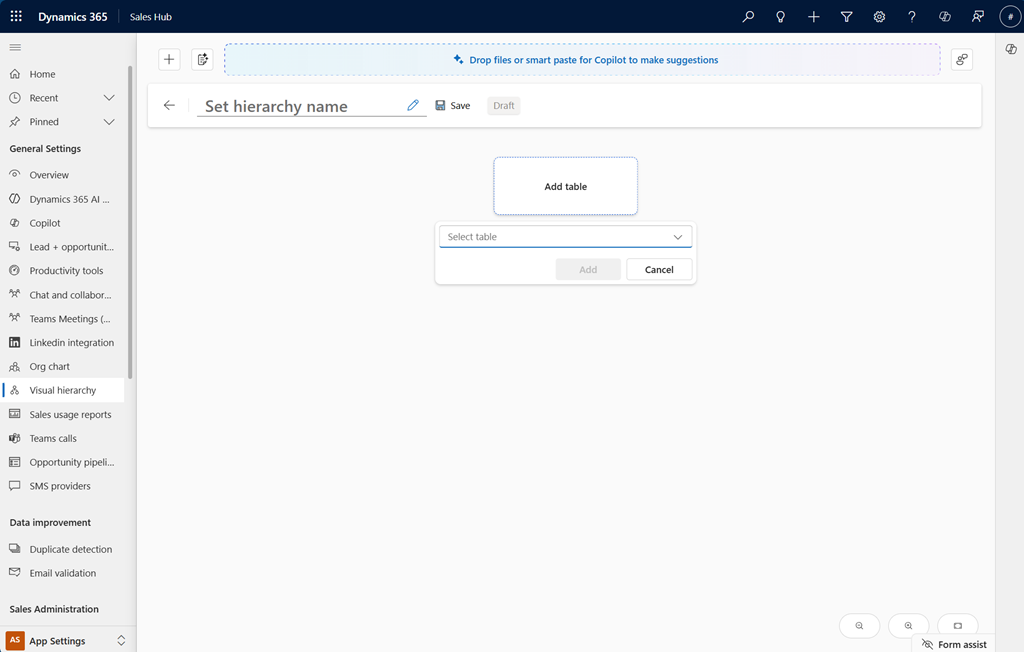 Dynamics 365
Sales Hub
#
Home
Recent
Pinned
General Settings
Overview
Dynamics 365 AI ...
Copilot
Lead + opportunit...
Productivity tools
Chat and collabor...
Teams Meetings (...
Linkedin integration
Org chart
Visual hierarchy
Sales usage reports
Teams calls
Opportunity pipeli...
SMS providers
Data improvement
Duplicate detection
Email validation
Sales Administration
AS App Settings
Drop files or smart paste for Copilot to make suggestions
Set hierarchy name
Save
Draft
Add table
Select table
Add
Cancel
Form assist